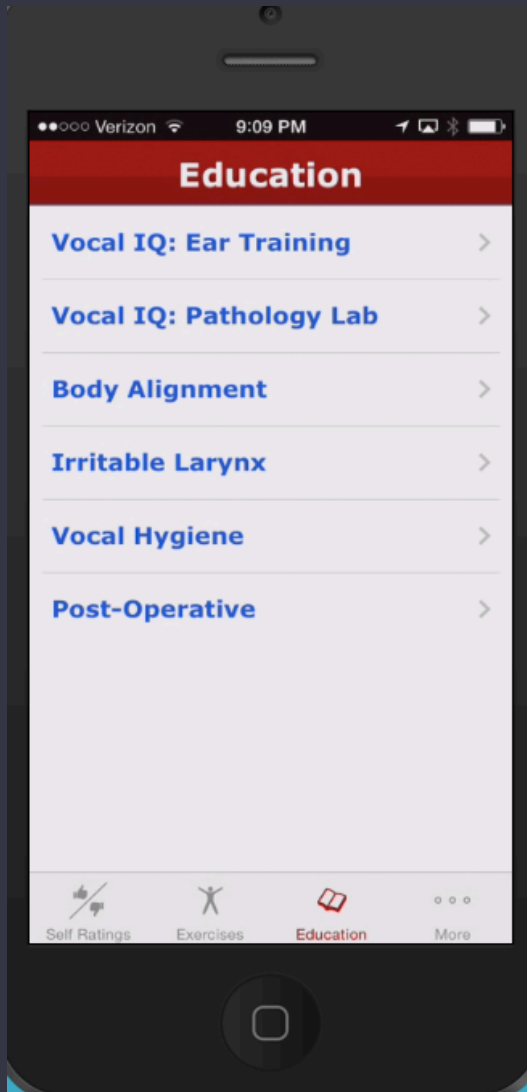 Verizon 9:09 PM
Education
Vocal IQ: Ear Training
Vocal IQ: Pathology Lab
Body Alignment
Irritable Larynx
Vocal Hygiene
Post-Operative
Self Ratings Exercises Education More